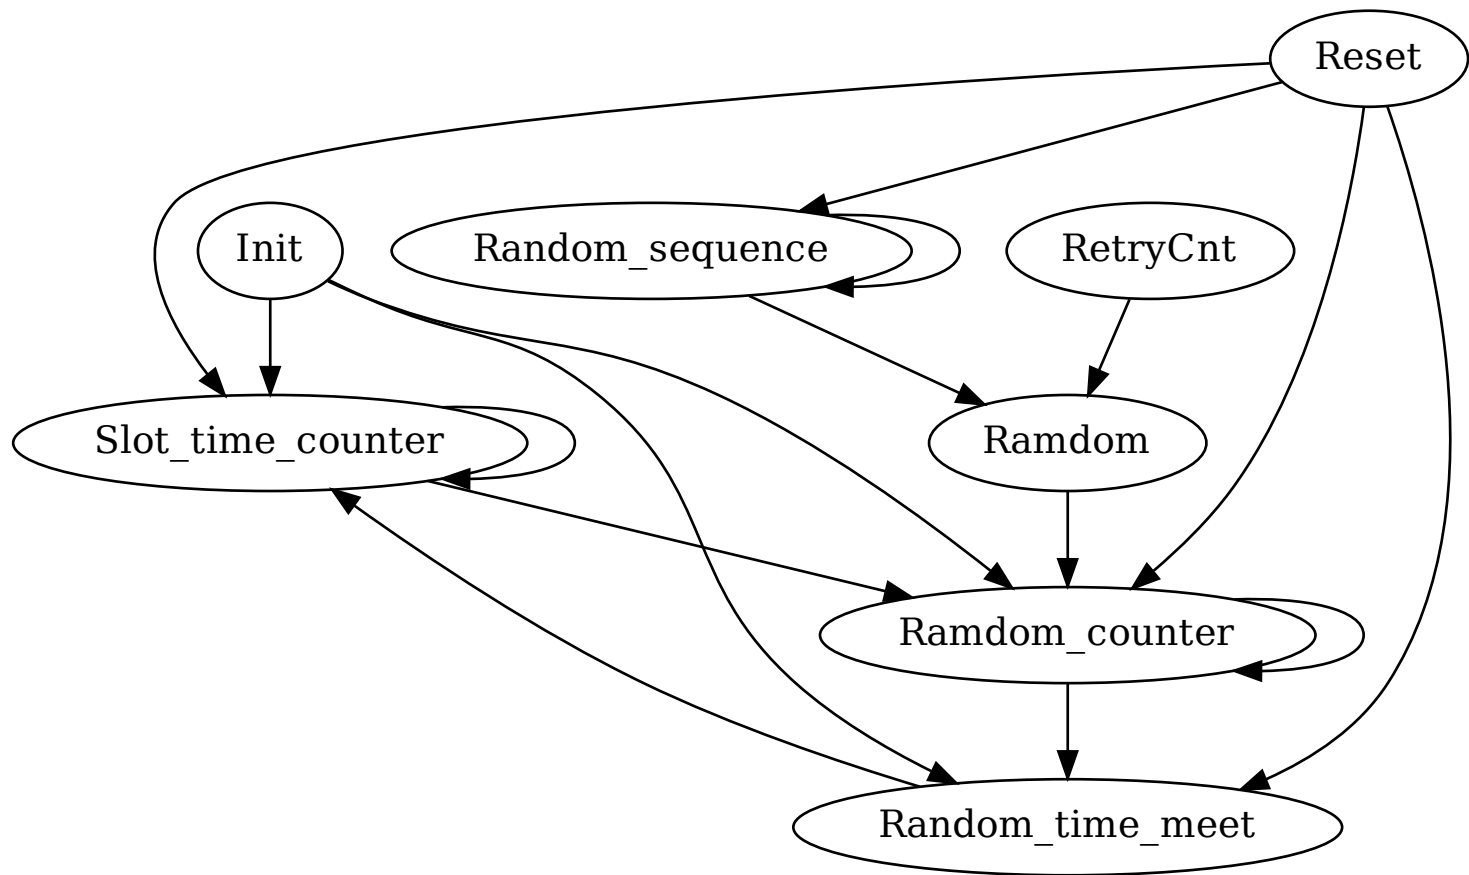 Reset
Init
Random_sequence
RetryCnt
Slot_time_counter
Ramdom
Ramdom_counter
Random_time_meet